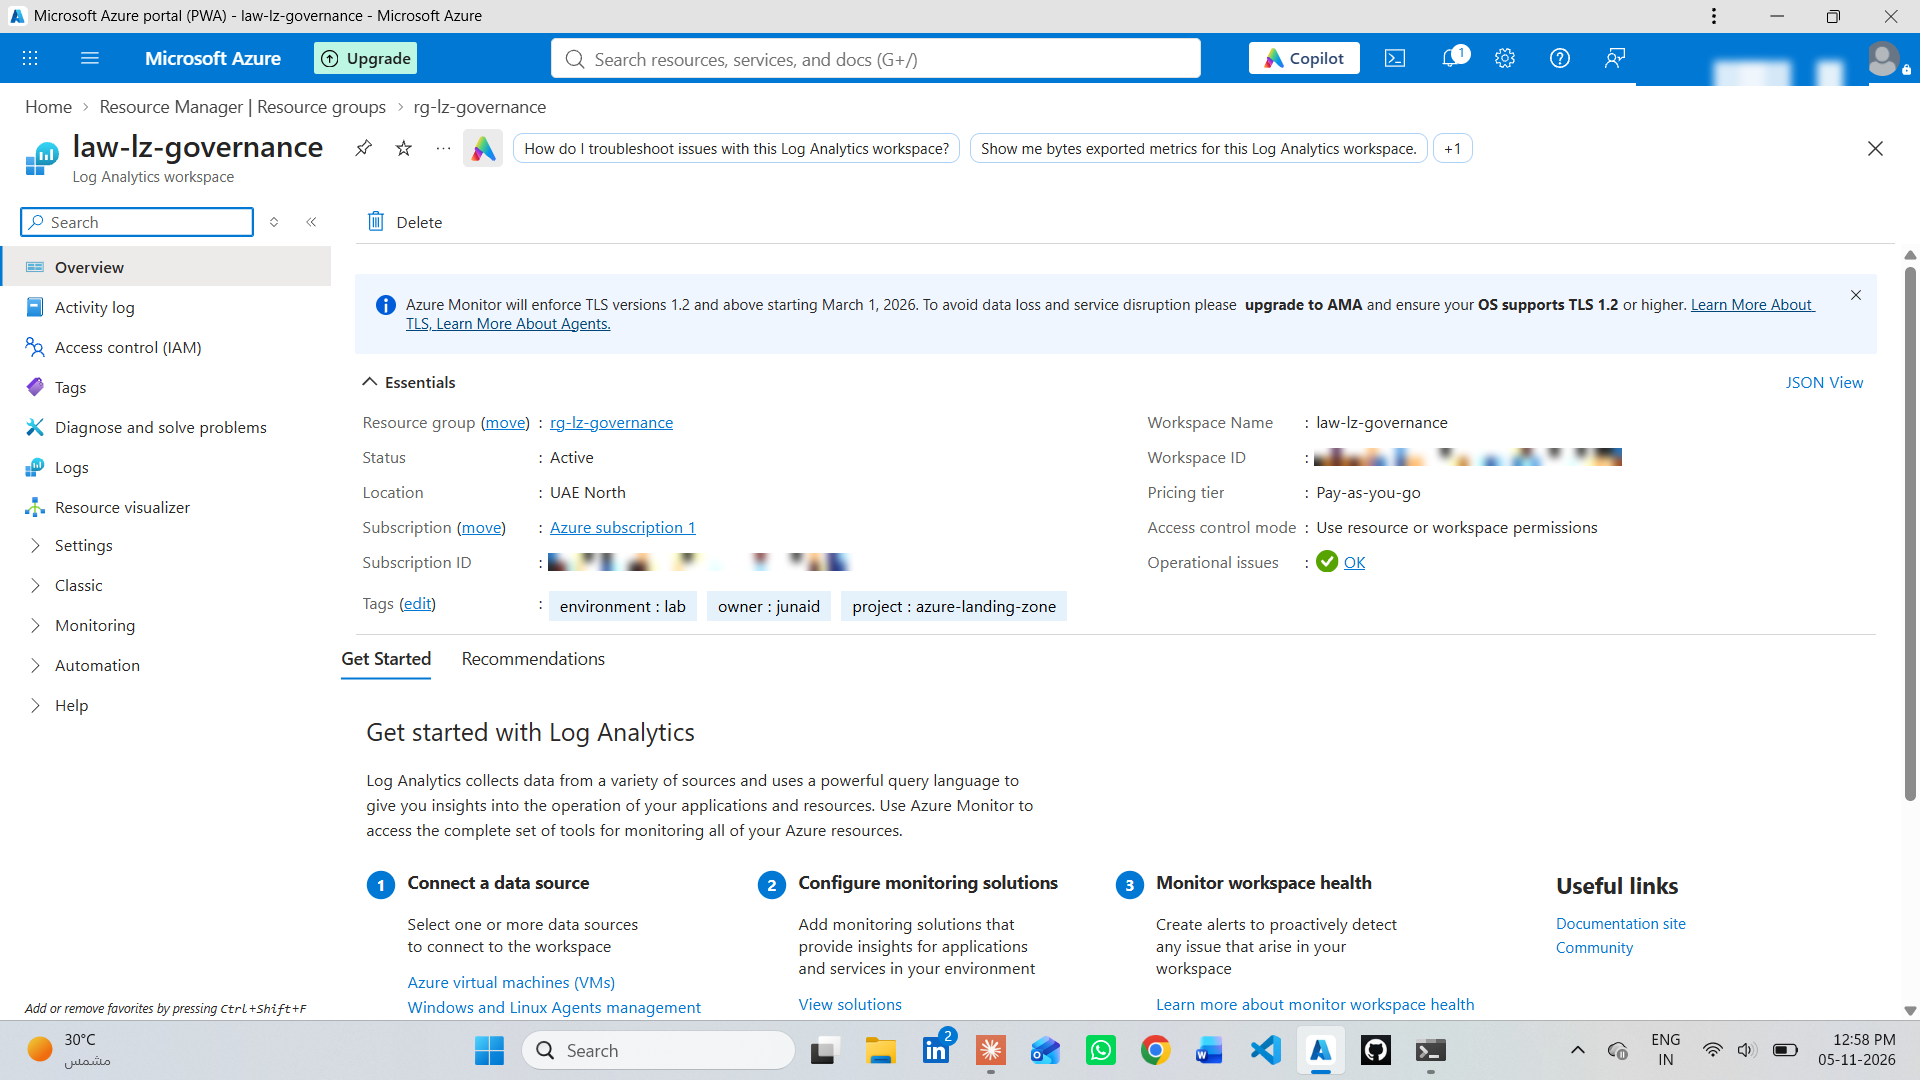 Microsoft Azure portal (PWA) - law-lz-governance - Microsoft Azure
Microsoft Azure
Upgrade
Search resources, services, and docs (G+/)
Copilot
1
Home > Resource Manager | Resource groups > rg-lz-governance
law-lz-governance
Log Analytics workspace
How do I troubleshoot issues with this Log Analytics workspace?
Show me bytes exported metrics for this Log Analytics workspace.
+1
Search
Delete
Overview
Activity log
Access control (IAM)
Tags
Diagnose and solve problems
Logs
Resource visualizer
Settings
Classic
Monitoring
Automation
Help
Add or remove favorites by pressing Ctrl+Shift+F
Azure Monitor will enforce TLS versions 1.2 and above starting March 1, 2026. To avoid data loss and service disruption please upgrade to AMA and ensure your OS supports TLS 1.2 or higher. Learn More About
TLS, Learn More About Agents.
Essentials
JSON View
Resource group (move) : rg-lz-governance
Status : Active
Location : UAE North
Subscription (move) : Azure subscription 1
Subscription ID :
Tags (edit) : environment : lab owner : junaid project : azure-landing-zone
Workspace Name : law-lz-governance
Workspace ID :
Pricing tier : Pay-as-you-go
Access control mode : Use resource or workspace permissions
Operational issues : OK
Get Started
Recommendations
Get started with Log Analytics
Log Analytics collects data from a variety of sources and uses a powerful query language to
give you insights into the operation of your applications and resources. Use Azure Monitor to
access the complete set of tools for monitoring all of your Azure resources.
1 Connect a data source
Select one or more data sources
to connect to the workspace
Azure virtual machines (VMs)
Windows and Linux Agents management
2 Configure monitoring solutions
Add monitoring solutions that
provide insights for applications
and services in your environment
View solutions
3 Monitor workspace health
Create alerts to proactively detect
any issue that arise in your
workspace
Learn more about monitor workspace health
Useful links
Documentation site
Community
30°C
مشمس
Search
2
ENG
IN
12:58 PM
05-11-2026